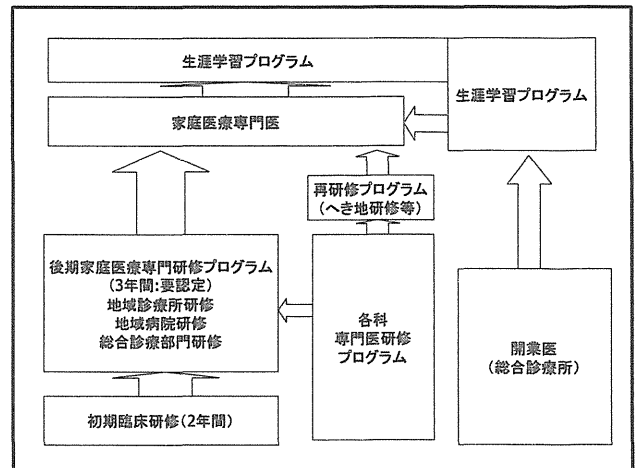 生涯学習プログラム
生涯学習プログラム
家庭医療専門医
再研修プログラム
(へき地研修等)
後期家庭医療専門研修プログラム
(3年間:要認定)
地域診療所研修
地域病院研修
総合診療部門研修
各科
専門医研修
プログラム
開業医
(総合診療所)
初期臨床研修(2年間)